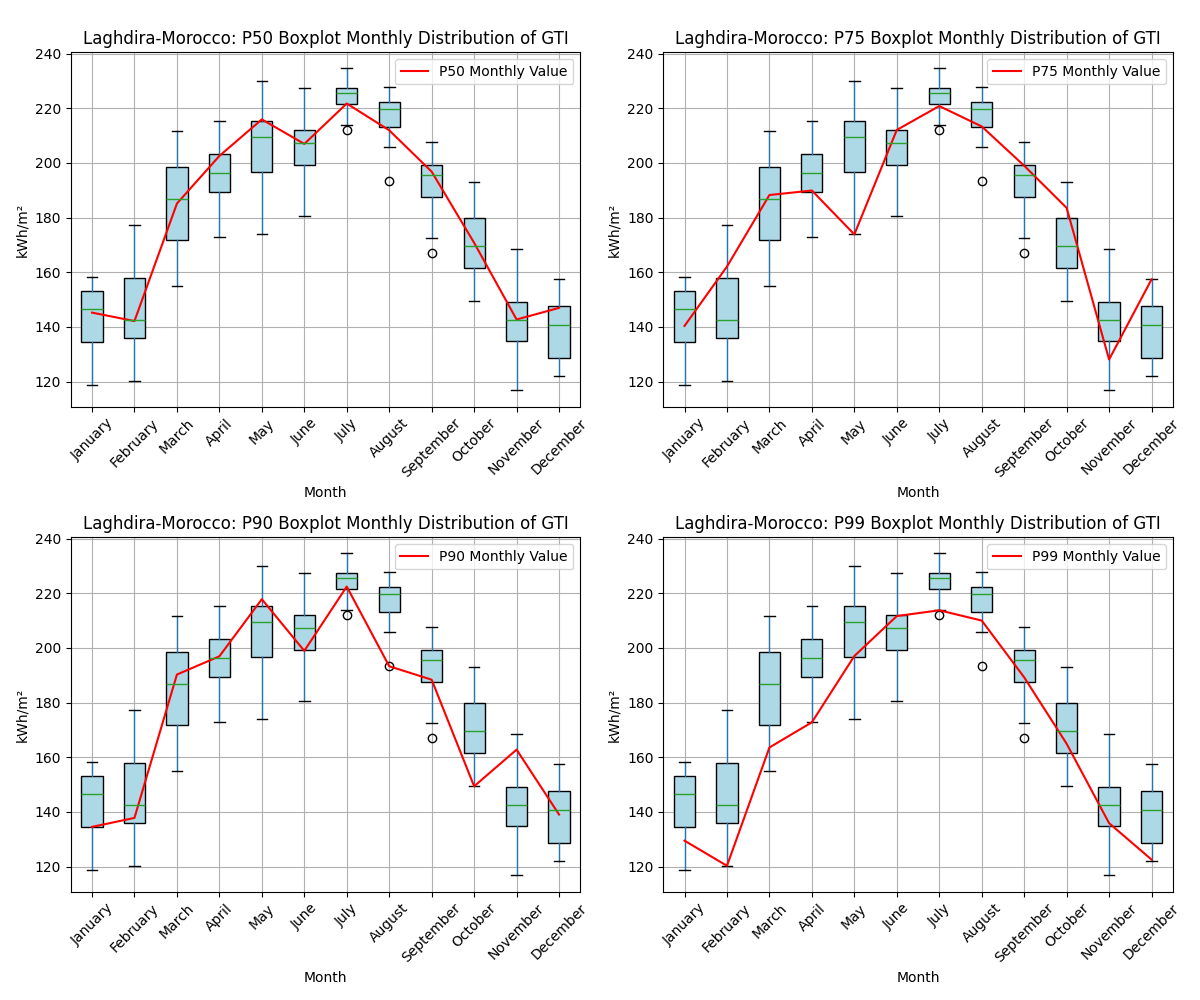 Laghdira-Morocco: P50 Boxplot Monthly Distribution of GTI
P50 Monthly Value
240
220
200
180
160
140
120
kWh/m²
January
February
March
April
May
June
July
August
September
October
November
December
Month
Laghdira-Morocco: P75 Boxplot Monthly Distribution of GTI
P75 Monthly Value
240
220
200
180
160
140
120
kWh/m²
January
February
March
April
May
June
July
August
September
October
November
December
Month
Laghdira-Morocco: P90 Boxplot Monthly Distribution of GTI
P90 Monthly Value
240
220
200
180
160
140
120
kWh/m²
January
February
March
April
May
June
July
August
September
October
November
December
Month
Laghdira-Morocco: P99 Boxplot Monthly Distribution of GTI
P99 Monthly Value
240
220
200
180
160
140
120
kWh/m²
January
February
March
April
May
June
July
August
September
October
November
December
Month